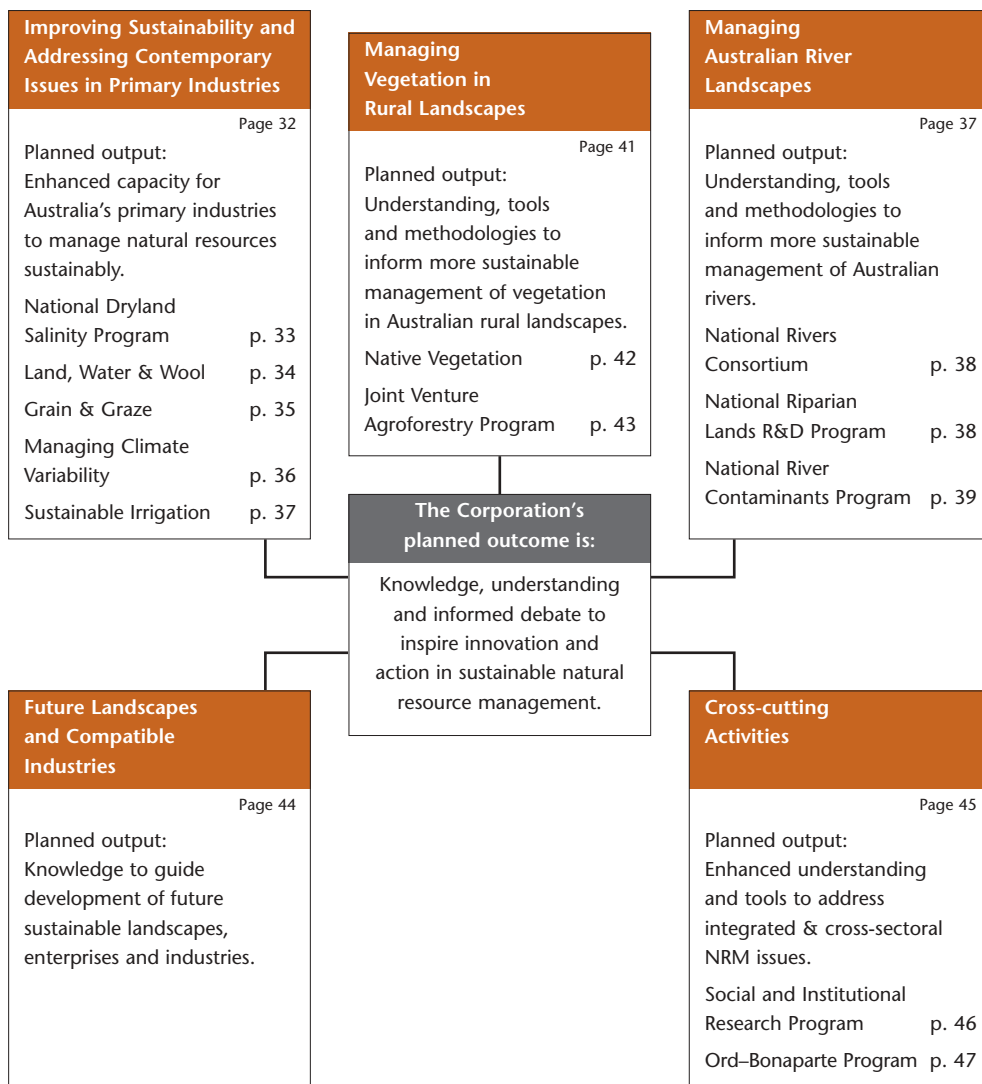 Improving Sustainability and
Addressing Contemporary
Issues in Primary Industries
Page 32
Planned output:
Enhanced capacity for
Australia's primary industries
to manage natural resources
sustainably.
National Dryland
Salinity Program p. 33
Land, Water & Wool p. 34
Grain & Graze p. 35
Managing Climate
Variability p. 36
Sustainable Irrigation p. 37
Managing
Vegetation in
Rural Landscapes
Page 41
Planned output:
Understanding, tools
and methodologies to
inform more sustainable
management of vegetation
in Australian rural landscapes.
Native Vegetation p. 42
Joint Venture
Agroforestry Program p. 43
Managing
Australian River
Landscapes
Page 37
Planned output:
Understanding, tools
and methodologies to
inform more sustainable
management of Australian
rivers.
National Rivers
Consortium p. 38
National Riparian
Lands R&D Program p. 38
National River
Contaminants Program p. 39
The Corporation's
planned outcome is:
Knowledge, understanding
and informed debate to
inspire innovation and
action in sustainable natural
resource management.
Future Landscapes
and Compatible
Industries
Page 44
Planned output:
Knowledge to guide
development of future
sustainable landscapes,
enterprises and industries.
Cross-cutting
Activities
Page 45
Planned output:
Enhanced understanding
and tools to address
integrated & cross-sectoral
NRM issues.
Social and Institutional
Research Program p. 46
Ord–Bonaparte Program p. 47